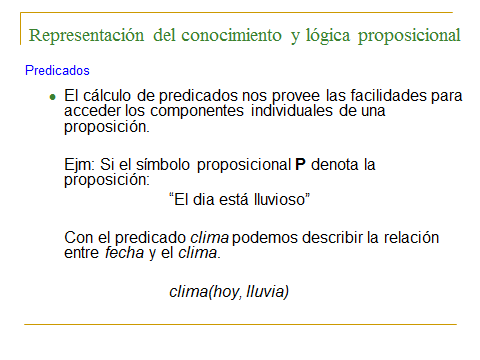 Representación del conocimiento y lógica proposicional
Predicados
El cálculo de predicados nos provee las facilidades para
acceder los componentes individuales de una
proposición.
Ejm: Si el símbolo proposicional P denota la
proposición:
“El dia está lluvioso”
Con el predicado clima podemos describir la relación
entre fecha y el clima.
clima(hoy, lluvia)